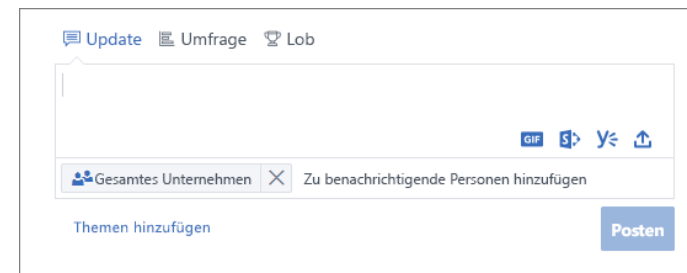 Update Umfrage Lob
GIF
Gesamtes Unternehmen Zu benachrichtigende Personen hinzufügen
Themen hinzufügen Posten